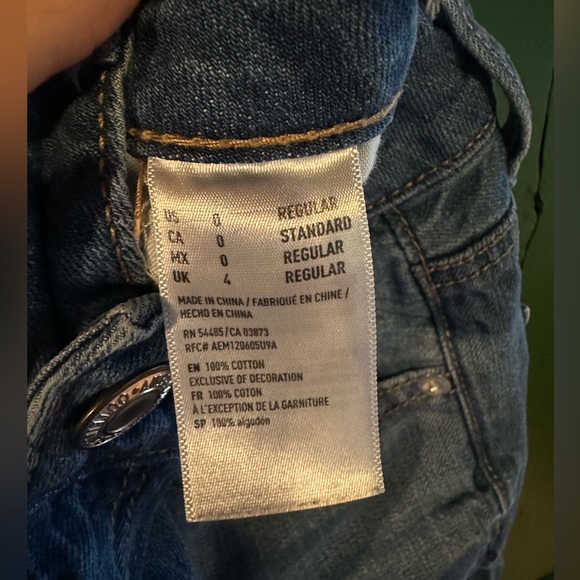 US 0 REGULAR
CA 0 STANDARD
MX 0 REGULAR
UK 4 REGULAR
MADE IN CHINA / FABRIQUÉ EN CHINE /
HECHO EN CHINA
RN 54485/CA 03873
RFC# AEM120605U9A
EN 100% COTTON
EXCLUSIVE OF DECORATION
FR 100% COTON
À L'EXCEPTION DE LA GARNITURE
SP 100% algodón